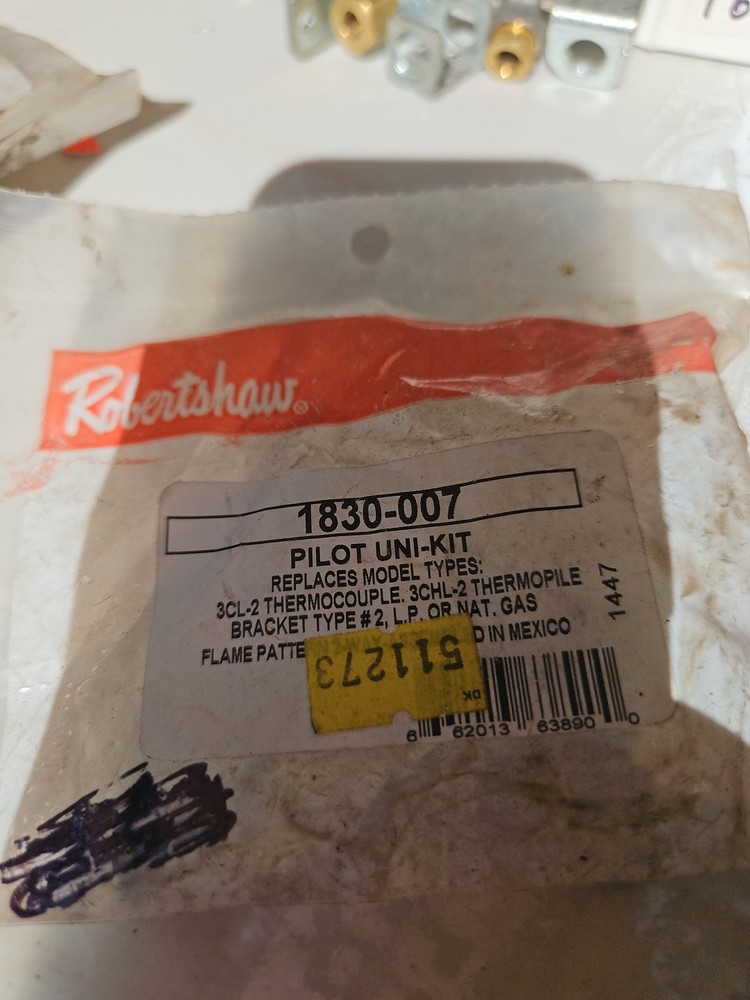 Robertshaw®
1830-007
PILOT UNI-KIT
REPLACES MODEL TYPES:
3CL-2 THERMOCOUPLE. 3CHL-2 THERMOPILE
BRACKET TYPE # 2, L.P. OR NAT. GAS
FLAME PATTE IN MEXICO
1447
511273
DK
6 62013 63890 0